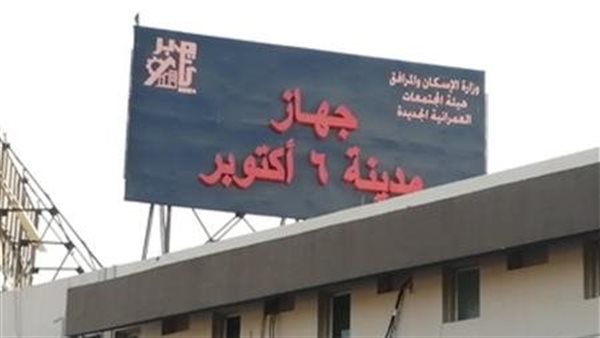 وزارة الإسكان والمرافق
هيئة المجتمعات
العمرانية الجديدة
جهاز
مدينة ٦ أكتوبر